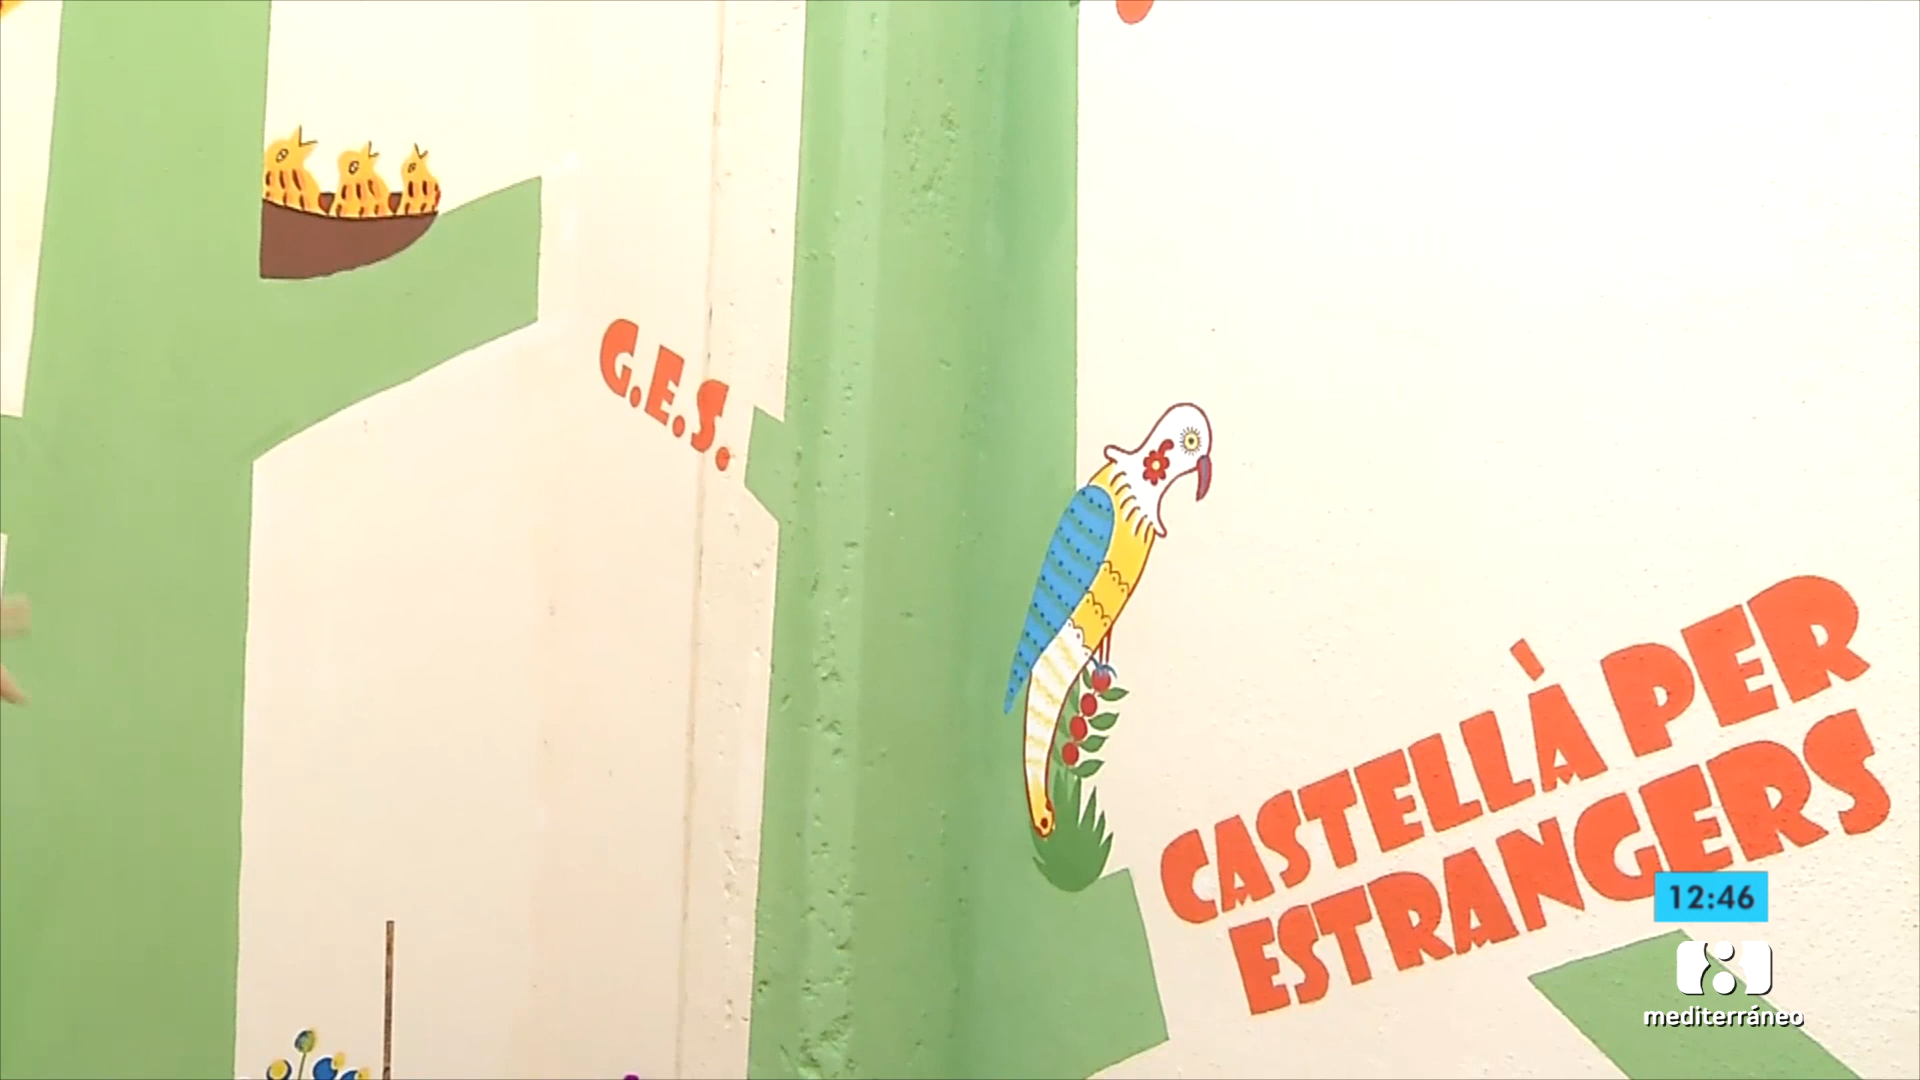 G.E.S.
CASTELLÀ PER
ESTRANGERS
12:46
mediterráneo